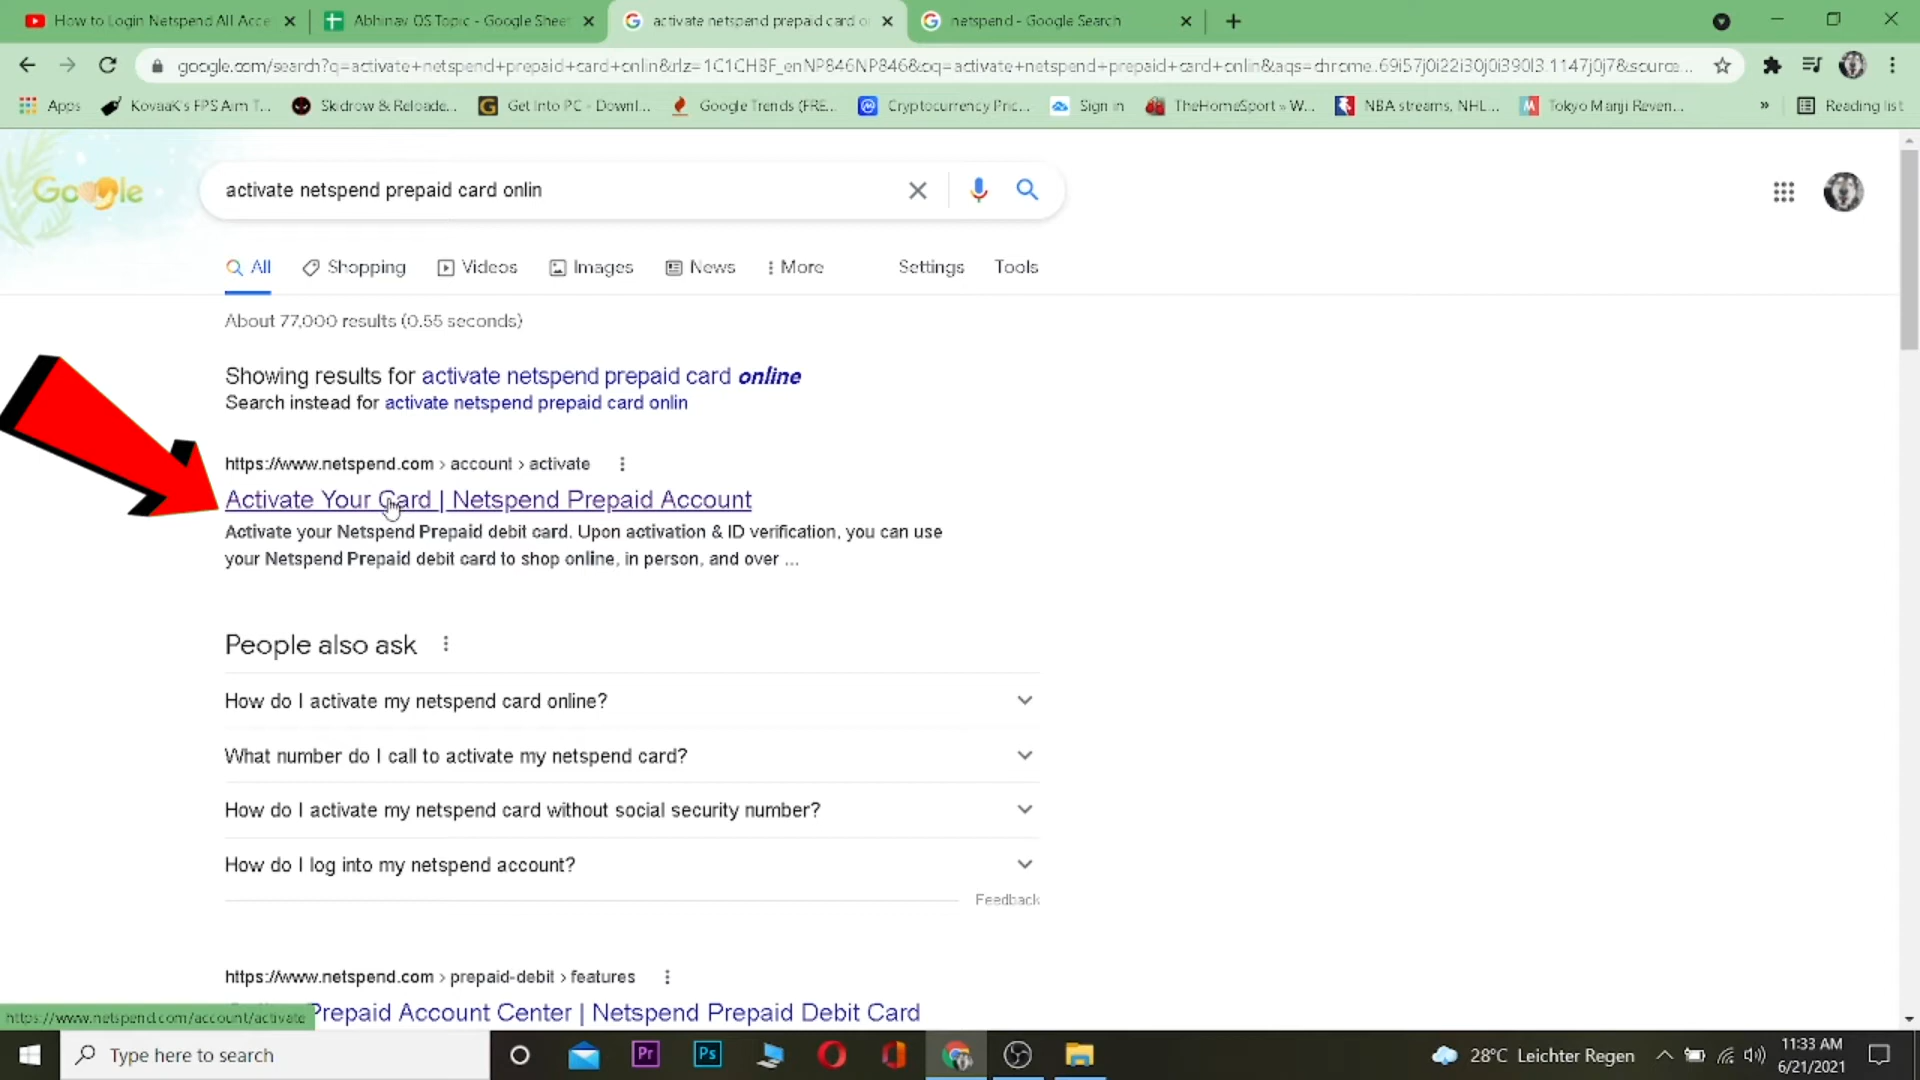 How to Login Netspend All Acce
Abhinav OS Topic - Google Sheet
activate netspend prepaid card o
netspend - Google Search
google.com/search?q=activate+netspend+prepaid+card+onlin&rlz=1C1CHBF_enNP846NP846&oq=activate+netspend+prepaid+card+onlin&aqs=chrome..69i57j0i22i30j0i390l3.1147j0j7&source...
Apps
KovaaK's FPS Aim T...
Skidrow & Reloade...
Get Into PC - Downl...
Google Trends (FRE...
Cryptocurrency Pric...
Sign in
TheHomeSport » W...
NBA streams, NHL...
Tokyo Manji Reven...
»
Reading list
Google
activate netspend prepaid card onlin
All
Shopping
Videos
Images
News
More
Settings
Tools
About 77,000 results (0.55 seconds)
Showing results for activate netspend prepaid card online
Search instead for activate netspend prepaid card onlin
https://www.netspend.com › account › activate
Activate Your Card | Netspend Prepaid Account
Activate your Netspend Prepaid debit card. Upon activation & ID verification, you can use
your Netspend Prepaid debit card to shop online, in person, and over ...
People also ask
How do I activate my netspend card online?
What number do I call to activate my netspend card?
How do I activate my netspend card without social security number?
How do I log into my netspend account?
Feedback
https://www.netspend.com › prepaid-debit › features
Prepaid Account Center | Netspend Prepaid Debit Card
https://www.netspend.com/account/activate
Type here to search
Pr
Ps
28°C Leichter Regen
11:33 AM
6/21/2021